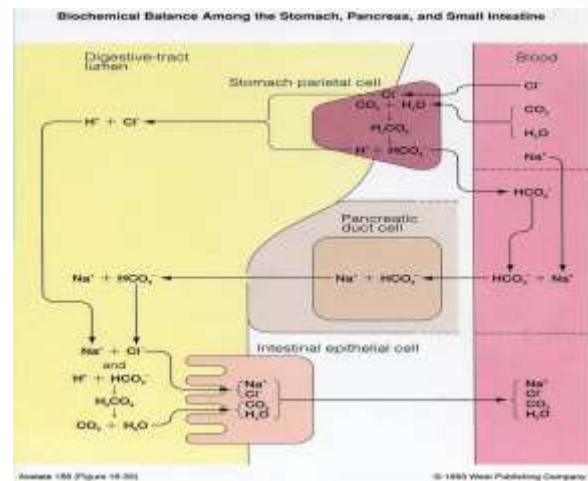 Biochemical Balance Among the Stomach, Pancreas, and Small Intestine
Digestive-tract
lumen
Blood
Stomach parietal cell
Cl⁻
Cl⁻
CO₂ + H₂O
CO₂
H₂O
H⁺ + Cl⁻
H₂CO₃
H⁺ + HCO₃⁻
Na⁺
HCO₃⁻
Pancreatic
duct cell
Na⁺ + HCO₃⁻
Na⁺ + HCO₃⁻
HCO₃⁻ + Na⁺
Intestinal epithelial cell
Na⁺ + Cl⁻
and
H⁺ + HCO₃⁻
H₂CO₃
CO₂ + H₂O
Na⁺
Cl⁻
CO₂
H₂O
Na⁺
Cl⁻
CO₂
H₂O
Acetate
© 1993 West Publishing Company